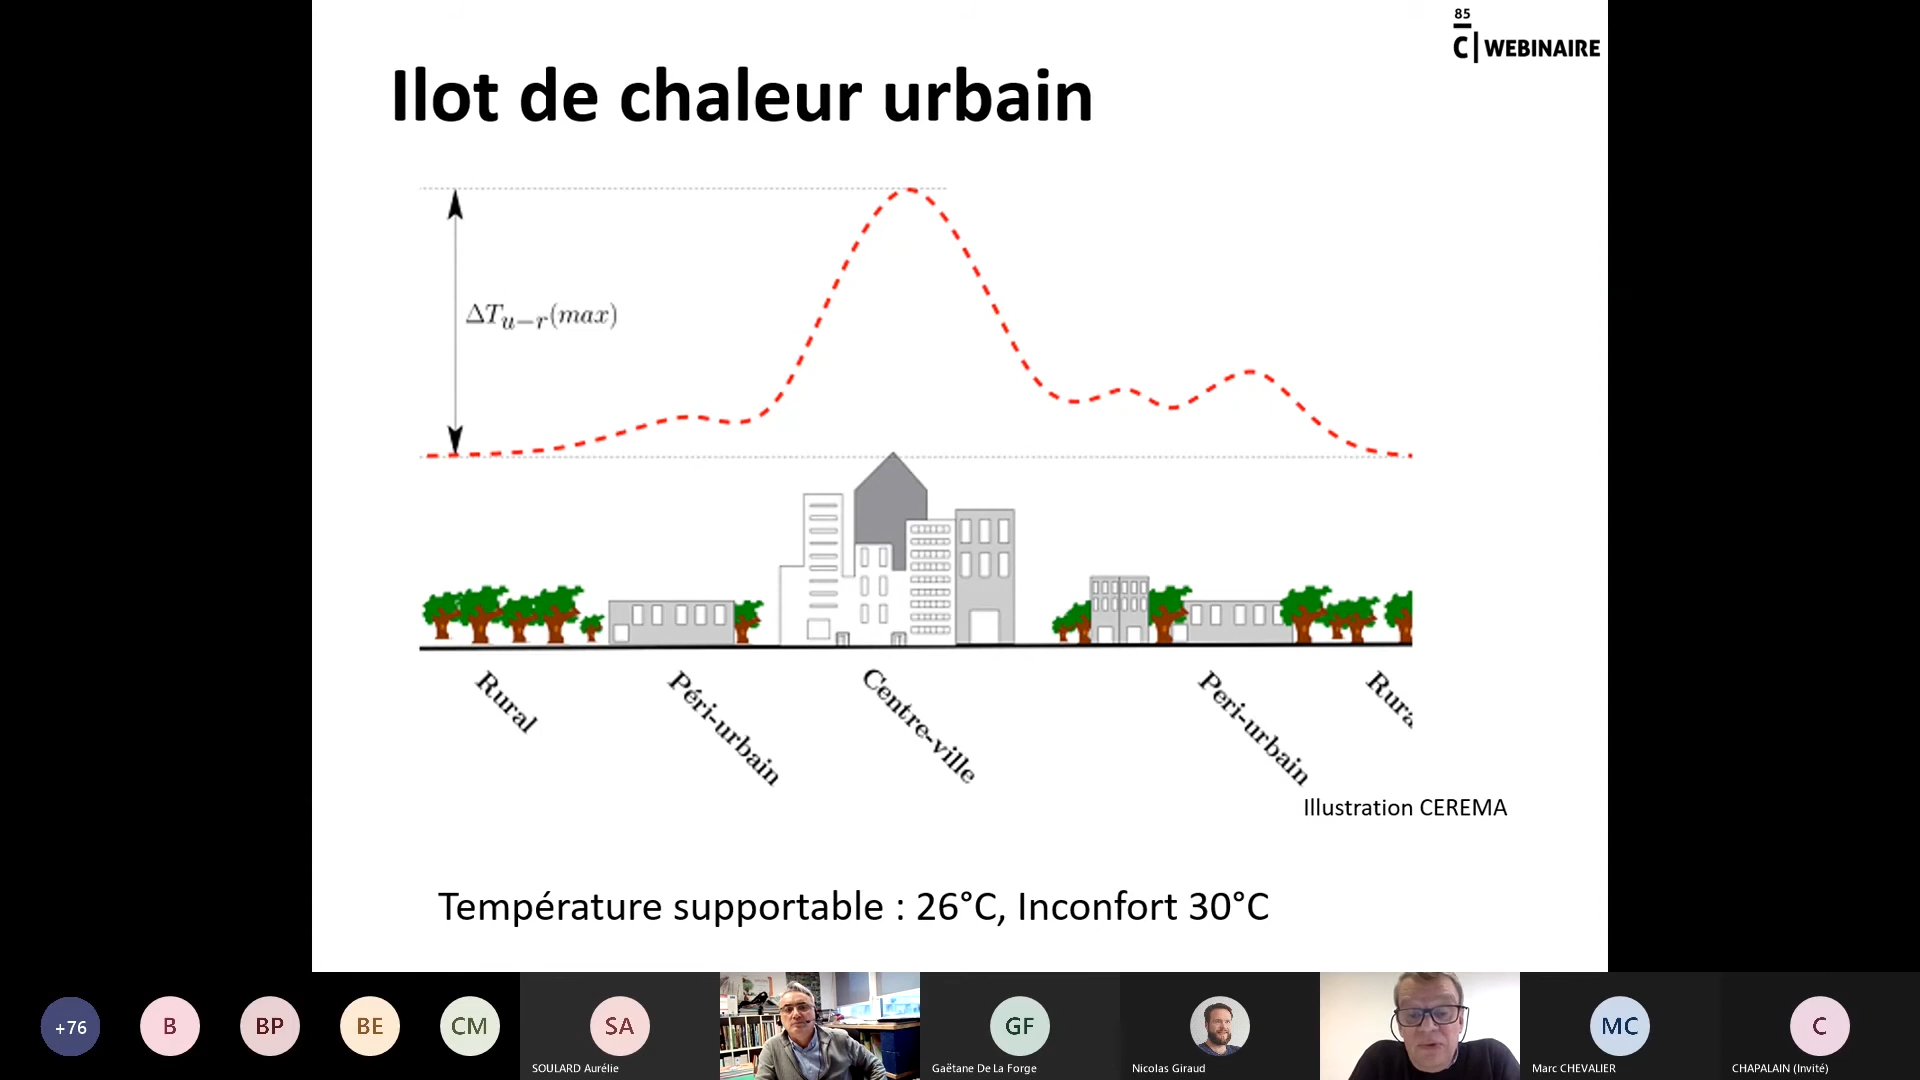 85
C| WEBINAIRE
Ilot de chaleur urbain
ΔTu−r(max)
Rural
Péri-urbain
Centre-ville
Peri-urbain
Rura
Illustration CEREMA
Température supportable : 26°C, Inconfort 30°C
+76
B
BP
BE
CM
SA
GF
MC
C
SOULARD Aurélie
Gaëtane De La Forge
Nicolas Giraud
Marc CHEVALIER
CHAPALAIN (Invité)